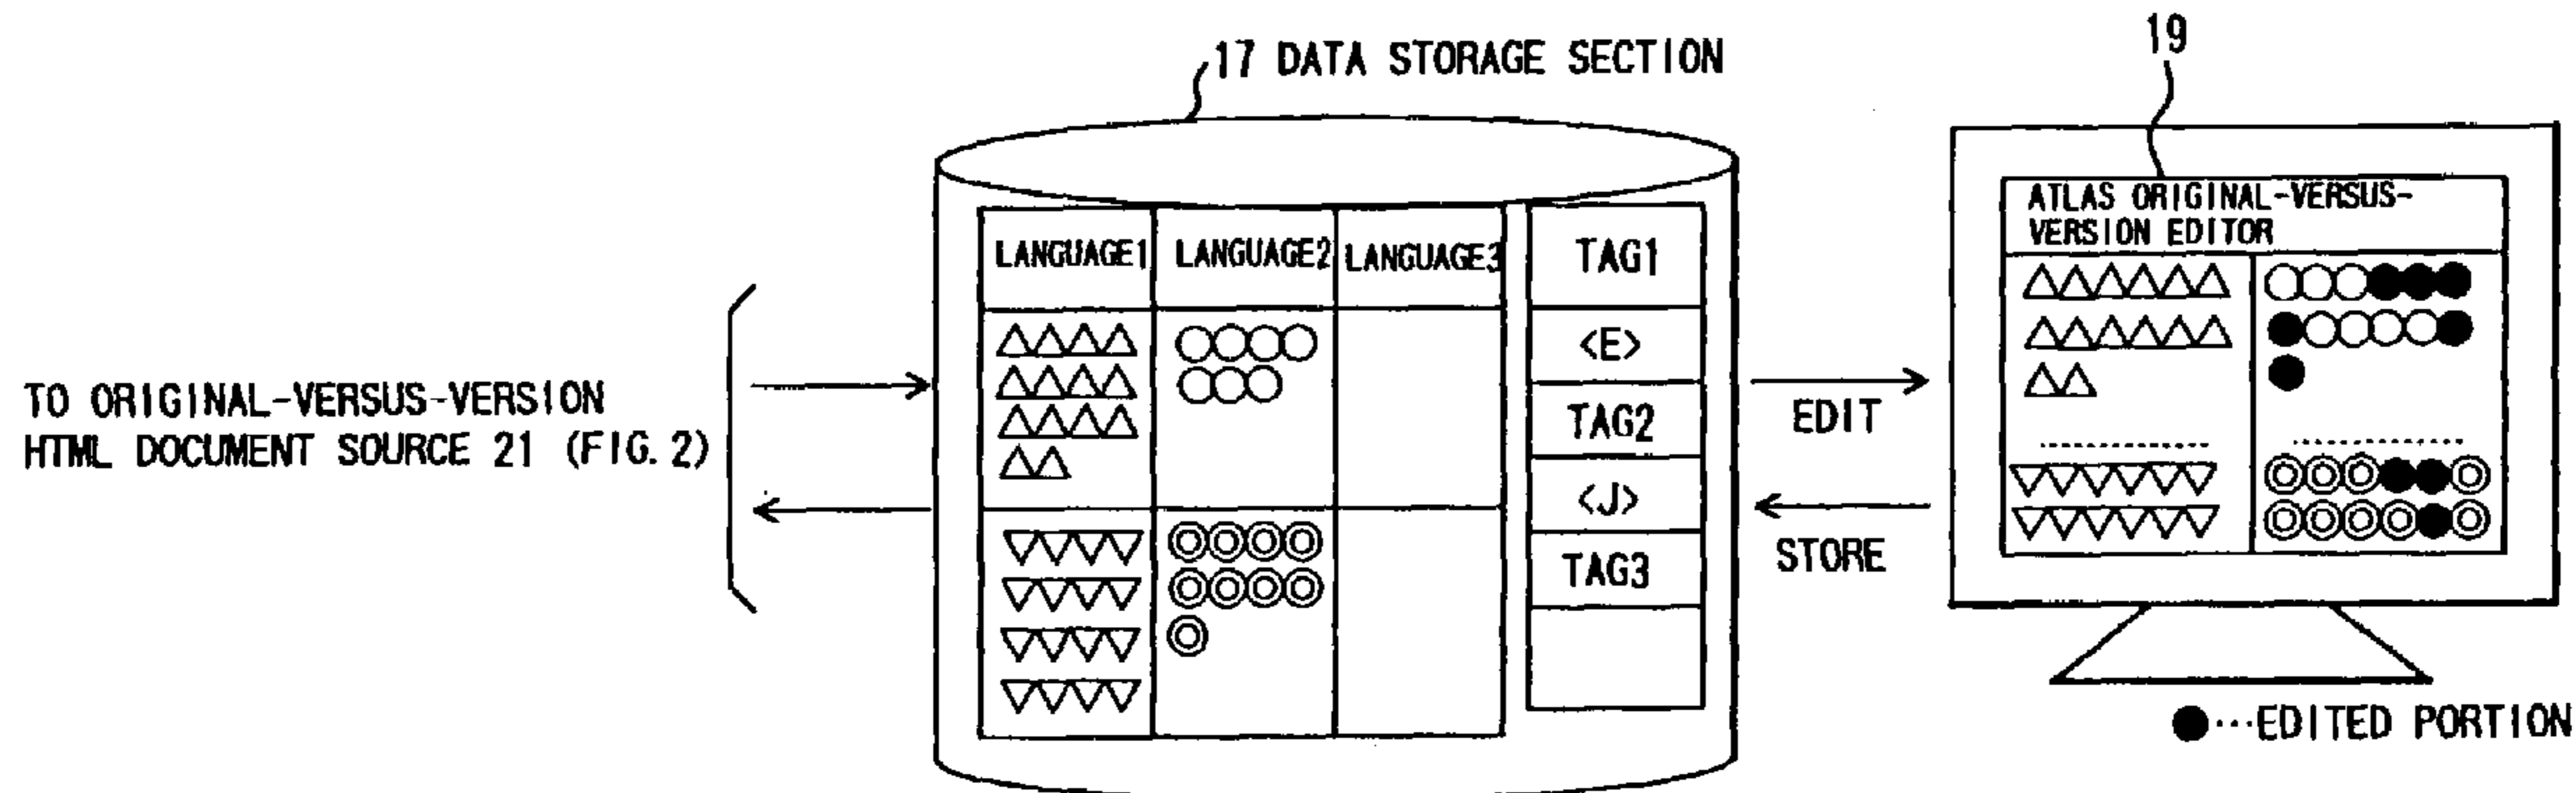 19
17 DATA STORAGE SECTION
ATLAS ORIGINAL-VERSUS-
VERSION EDITOR
LANGUAGE1 LANGUAGE2 LANGUAGE3 TAG1
<E>
TAG2
<J>
TAG3
TO ORIGINAL-VERSUS-VERSION
HTML DOCUMENT SOURCE 21 (FIG. 2)
EDIT
STORE
●···EDITED PORTION